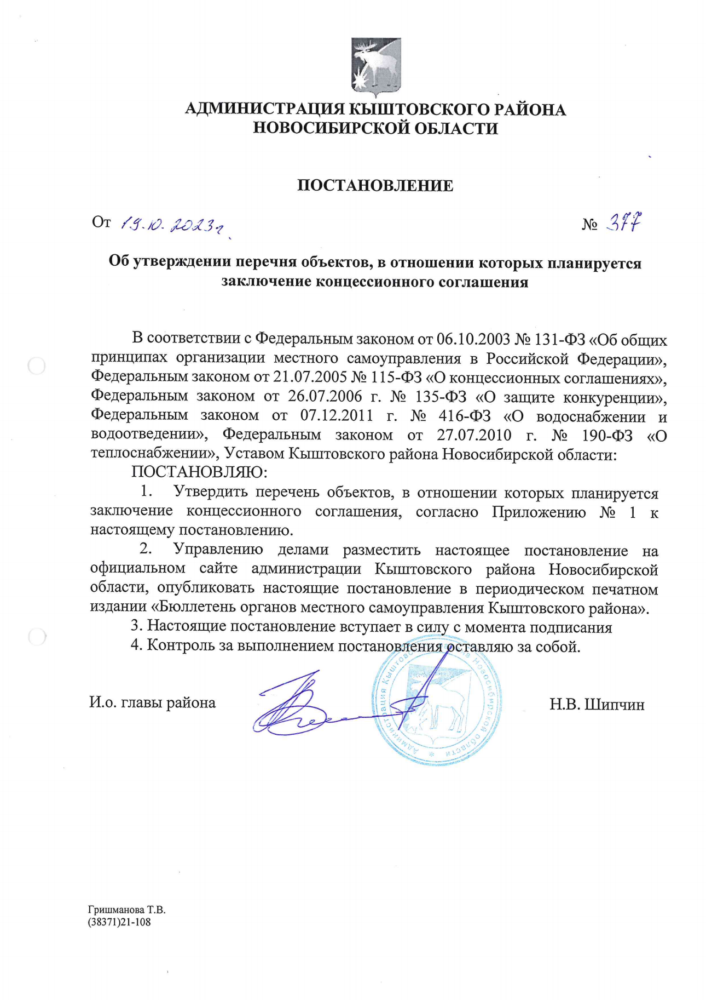 АДМИНИСТРАЦИЯ КЫШТОВСКОГО РАЙОНА
НОВОСИБИРСКОЙ ОБЛАСТИ
ПОСТАНОВЛЕНИЕ
От 19.10.2023г № 377
Об утверждении перечня объектов, в отношении которых планируется
заключение концессионного соглашения
В соответствии с Федеральным законом от 06.10.2003 № 131-ФЗ «Об общих
принципах организации местного самоуправления в Российской Федерации»,
Федеральным законом от 21.07.2005 № 115-ФЗ «О концессионных соглашениях»,
Федеральным законом от 26.07.2006 г. № 135-ФЗ «О защите конкуренции»,
Федеральным законом от 07.12.2011 г. № 416-ФЗ «О водоснабжении и
водоотведении», Федеральным законом от 27.07.2010 г. № 190-ФЗ «О
теплоснабжении», Уставом Кыштовского района Новосибирской области:
ПОСТАНОВЛЯЮ:
1. Утвердить перечень объектов, в отношении которых планируется
заключение концессионного соглашения, согласно Приложению № 1 к
настоящему постановлению.
2. Управлению делами разместить настоящее постановление на
официальном сайте администрации Кыштовского района Новосибирской
области, опубликовать настоящие постановление в периодическом печатном
издании «Бюллетень органов местного самоуправления Кыштовского района».
3. Настоящие постановление вступает в силу с момента подписания
4. Контроль за выполнением постановления оставляю за собой.
И.о. главы района Н.В. Шипчин
Администрация Кыштовского района Новосибирской области *
Гришманова Т.В.
(38371)21-108